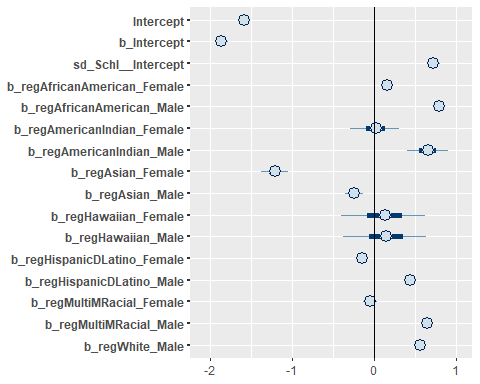 Intercept
b_Intercept
sd_Schl__Intercept
b_regAfricanAmerican_Female
b_regAfricanAmerican_Male
b_regAmericanIndian_Female
b_regAmericanIndian_Male
b_regAsian_Female
b_regAsian_Male
b_regHawaiian_Female
b_regHawaiian_Male
b_regHispanicDLatino_Female
b_regHispanicDLatino_Male
b_regMultiMRacial_Female
b_regMultiMRacial_Male
b_regWhite_Male
-2 -1 0 1